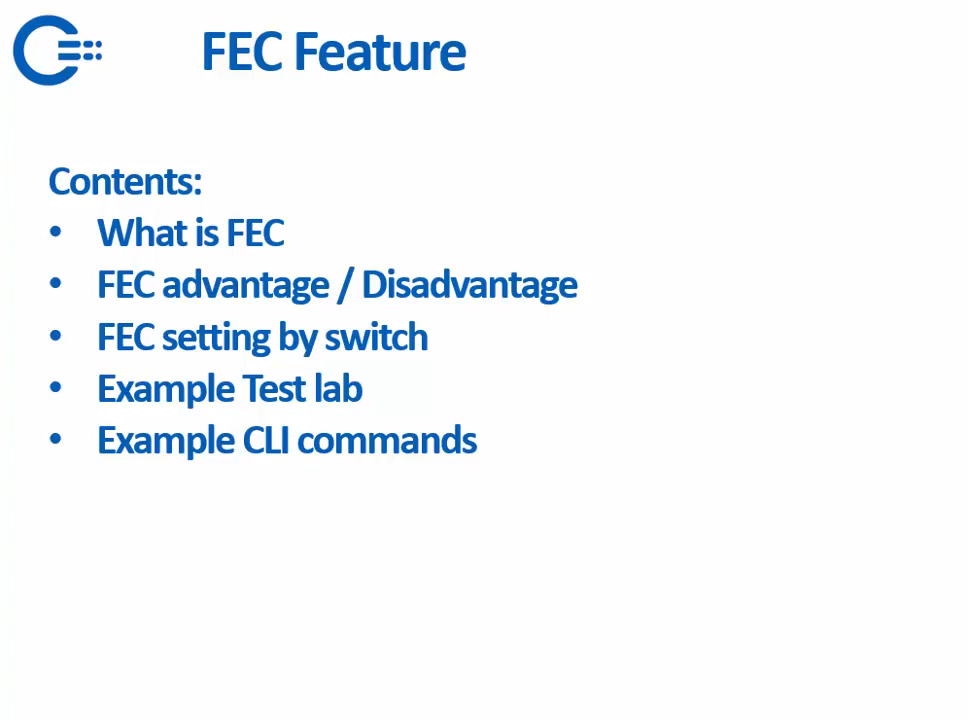 FEC Feature
Contents:
• What is FEC
• FEC advantage / Disadvantage
• FEC setting by switch
• Example Test lab
• Example CLI commands